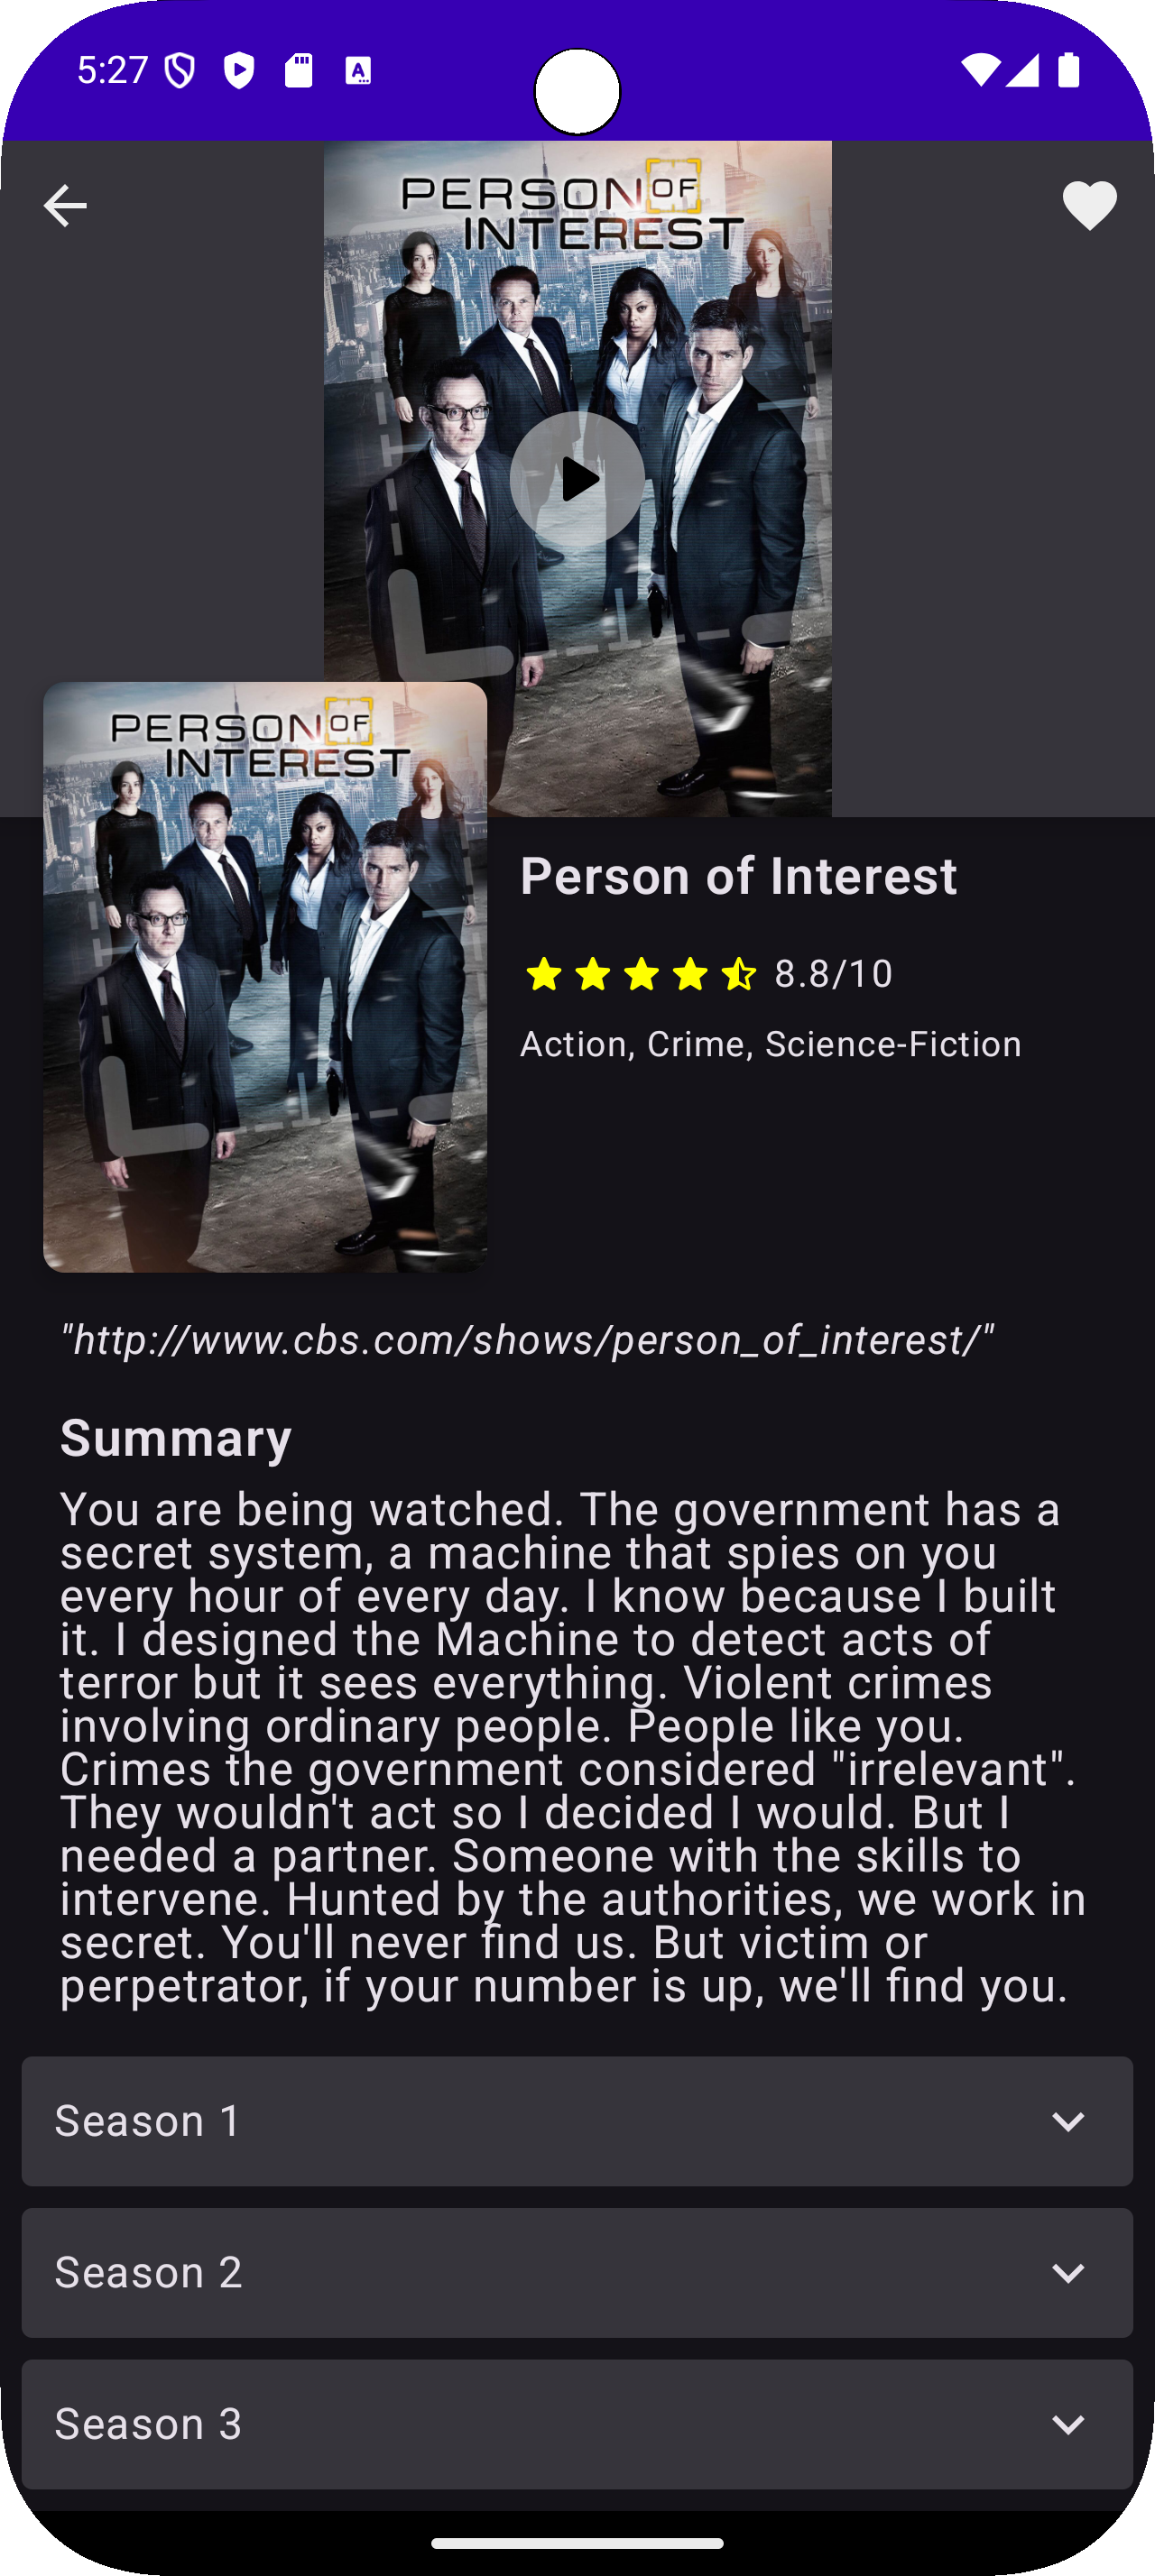 5:27
PERSON OF
INTEREST
PERSON OF
INTEREST
Person of Interest
8.8/10
Action, Crime, Science-Fiction
"http://www.cbs.com/shows/person_of_interest/"
Summary
You are being watched. The government has a
secret system, a machine that spies on you
every hour of every day. I know because I built
it. I designed the Machine to detect acts of
terror but it sees everything. Violent crimes
involving ordinary people. People like you.
Crimes the government considered "irrelevant".
They wouldn't act so I decided I would. But I
needed a partner. Someone with the skills to
intervene. Hunted by the authorities, we work in
secret. You'll never find us. But victim or
perpetrator, if your number is up, we'll find you.
Season 1
Season 2
Season 3